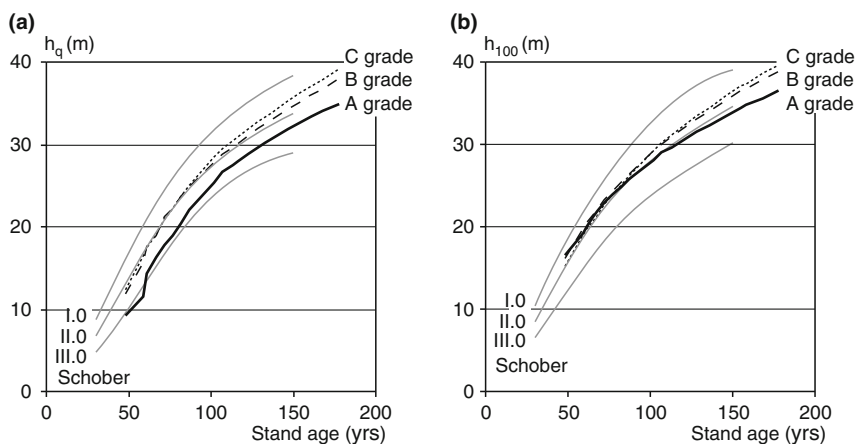 (a)
h_q (m)
40
30
20
10
0
C grade
B grade
A grade
I.0
II.0
III.0
Schober
0 50 100 150 200
Stand age (yrs)
(b)
h_100 (m)
40
30
20
10
0
C grade
B grade
A grade
I.0
II.0
III.0
Schober
0 50 100 150 200
Stand age (yrs)